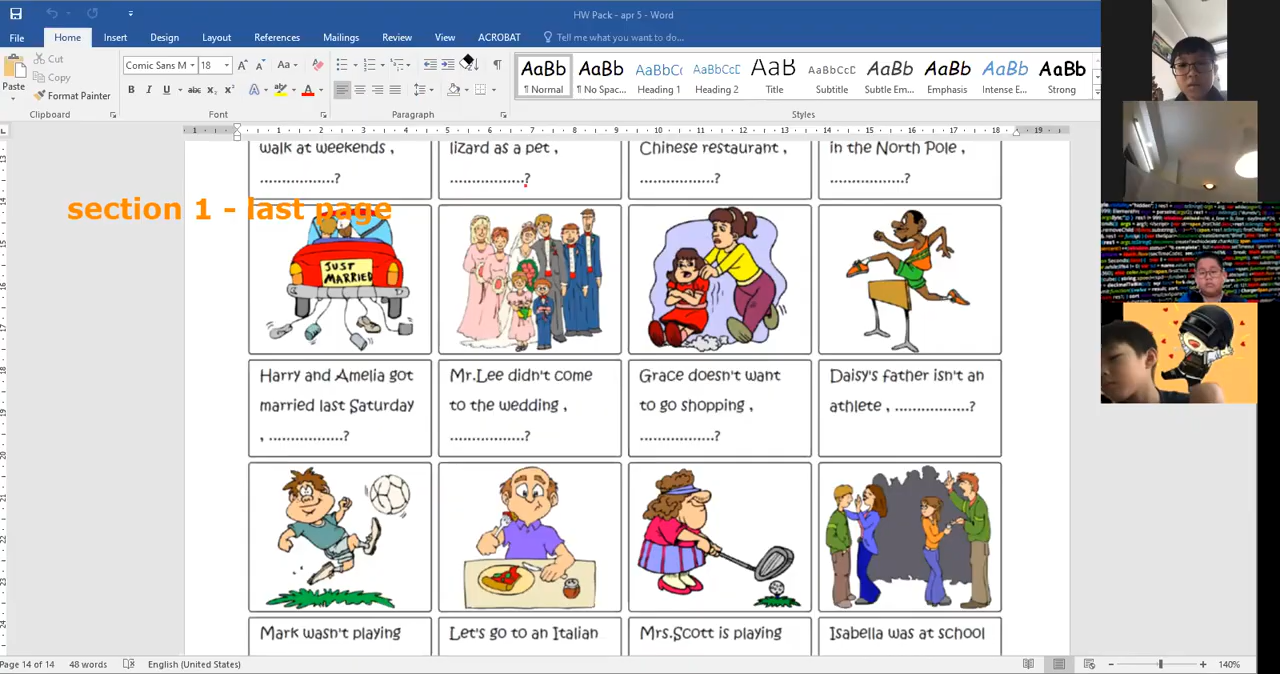 HW Pack - apr 5 - Word
File Home Insert Design Layout References Mailings Review View ACROBAT Tell me what you want to do...
Cut
Copy
Format Painter
Paste
Comic Sans M 18
AaBb AaBb AaBbCc AaBbCcD AaB AaBbCcD AaBb AaBb AaBb AaBb
¶ Normal ¶ No Spac... Heading 1 Heading 2 Title Subtitle Subtle Em... Emphasis Intense E... Strong
Clipboard Font Paragraph Styles
walk at weekends ,
.................?
lizard as a pet ,
.................?
Chinese restaurant ,
.................?
in the North Pole ,
.................?
section 1 - last page
JUST
MARRIED
Harry and Amelia got
married last Saturday
, .................?
Mr.Lee didn't come
to the wedding ,
.................?
Grace doesn't want
to go shopping ,
.................?
Daisy's father isn't an
athlete , .................?
Mark wasn't playing
Let's go to an Italian
Mrs.Scott is playing
Isabella was at school
Page 14 of 14 48 words English (United States) 140%